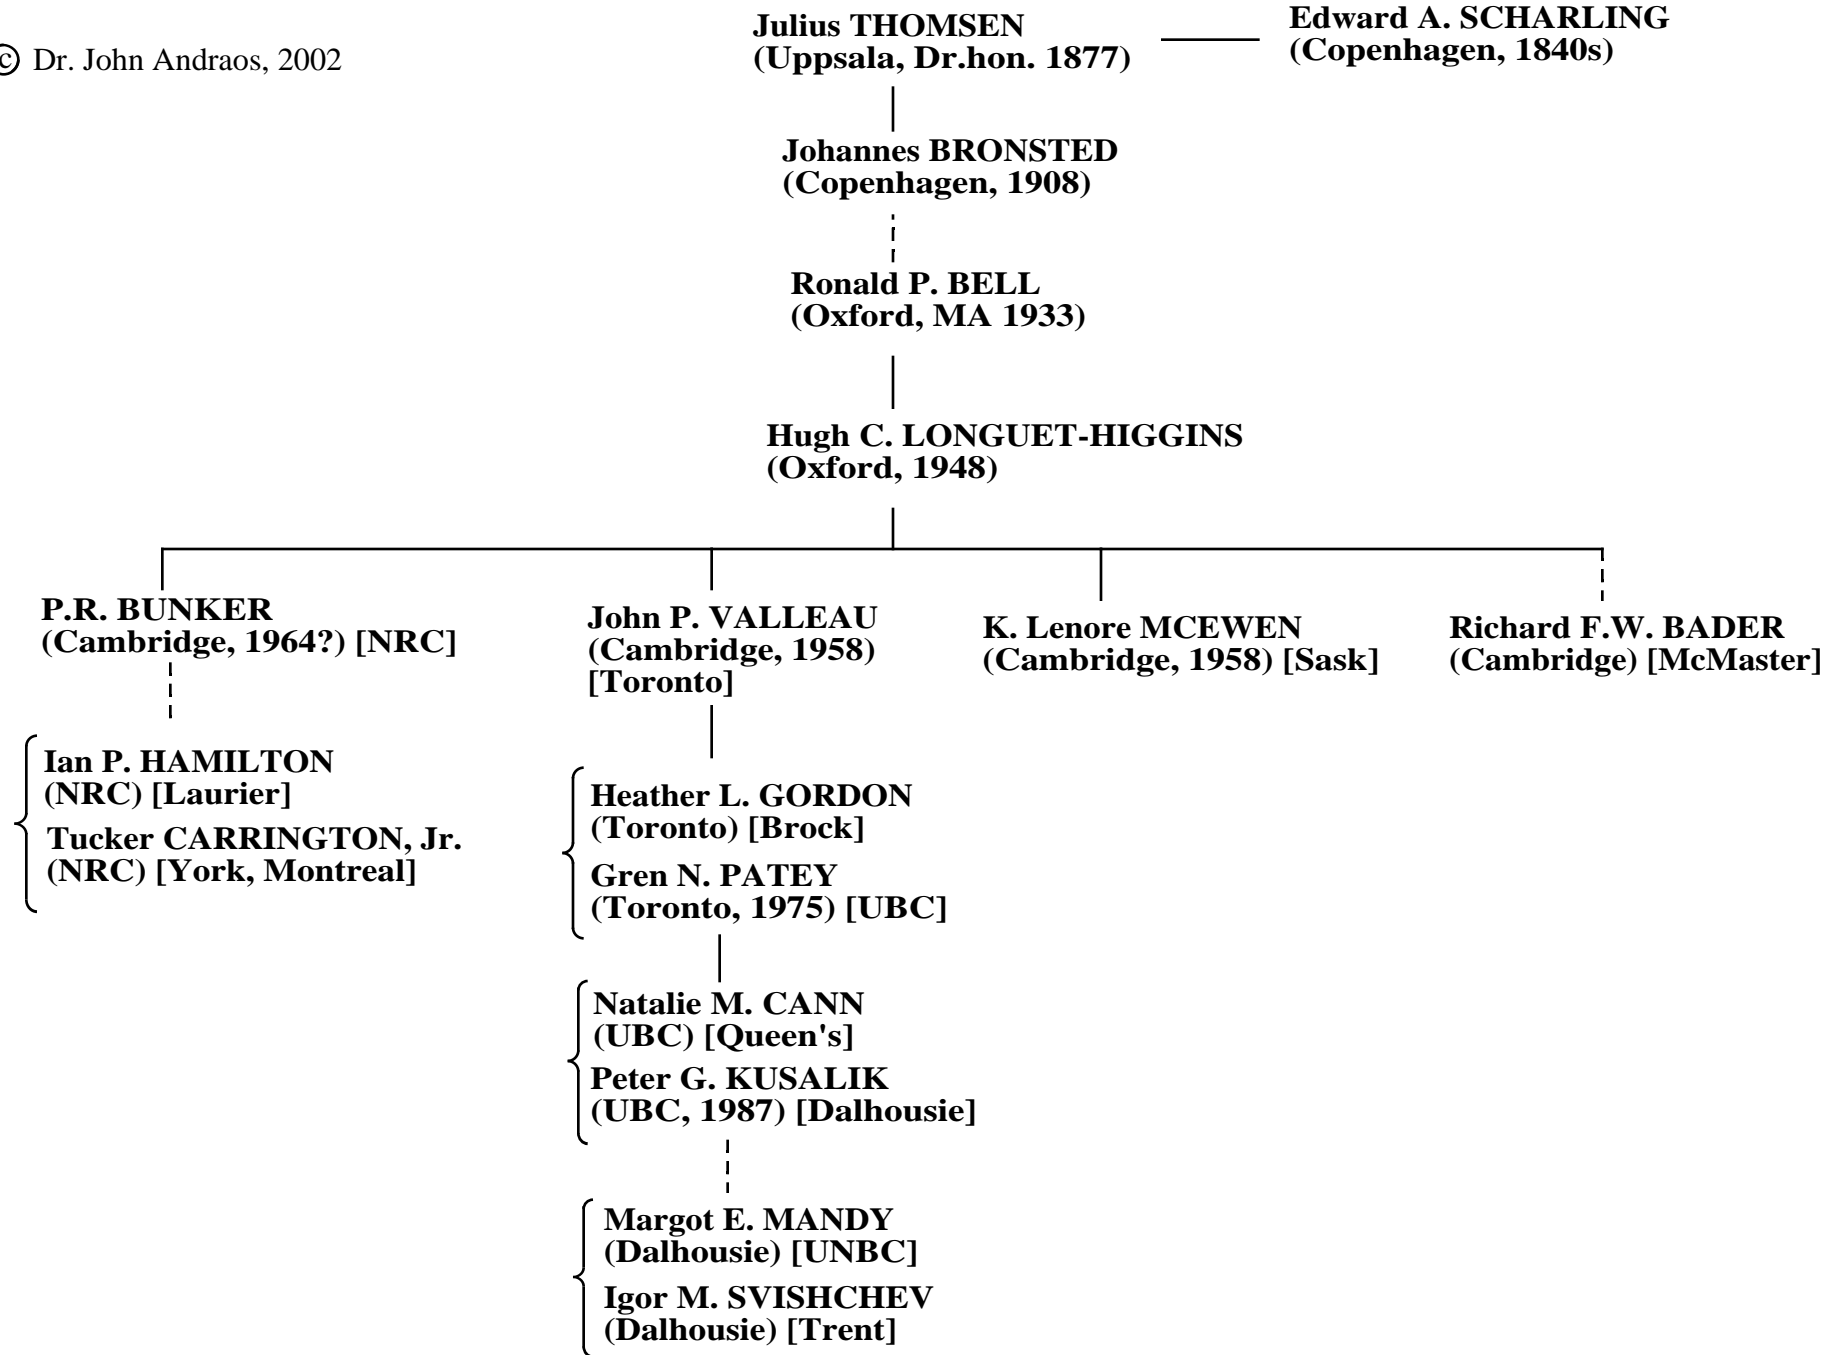 © Dr. John Andraos, 2002
Julius THOMSEN
(Uppsala, Dr.hon. 1877)
Edward A. SCHARLING
(Copenhagen, 1840s)
Johannes BRONSTED
(Copenhagen, 1908)
Ronald P. BELL
(Oxford, MA 1933)
Hugh C. LONGUET-HIGGINS
(Oxford, 1948)
P.R. BUNKER
(Cambridge, 1964?) [NRC]
John P. VALLEAU
(Cambridge, 1958)
[Toronto]
K. Lenore MCEWEN
(Cambridge, 1958) [Sask]
Richard F.W. BADER
(Cambridge) [McMaster]
Ian P. HAMILTON
(NRC) [Laurier]
Tucker CARRINGTON, Jr.
(NRC) [York, Montreal]
Heather L. GORDON
(Toronto) [Brock]
Gren N. PATEY
(Toronto, 1975) [UBC]
Natalie M. CANN
(UBC) [Queen's]
Peter G. KUSALIK
(UBC, 1987) [Dalhousie]
Margot E. MANDY
(Dalhousie) [UNBC]
Igor M. SVISHCHEV
(Dalhousie) [Trent]